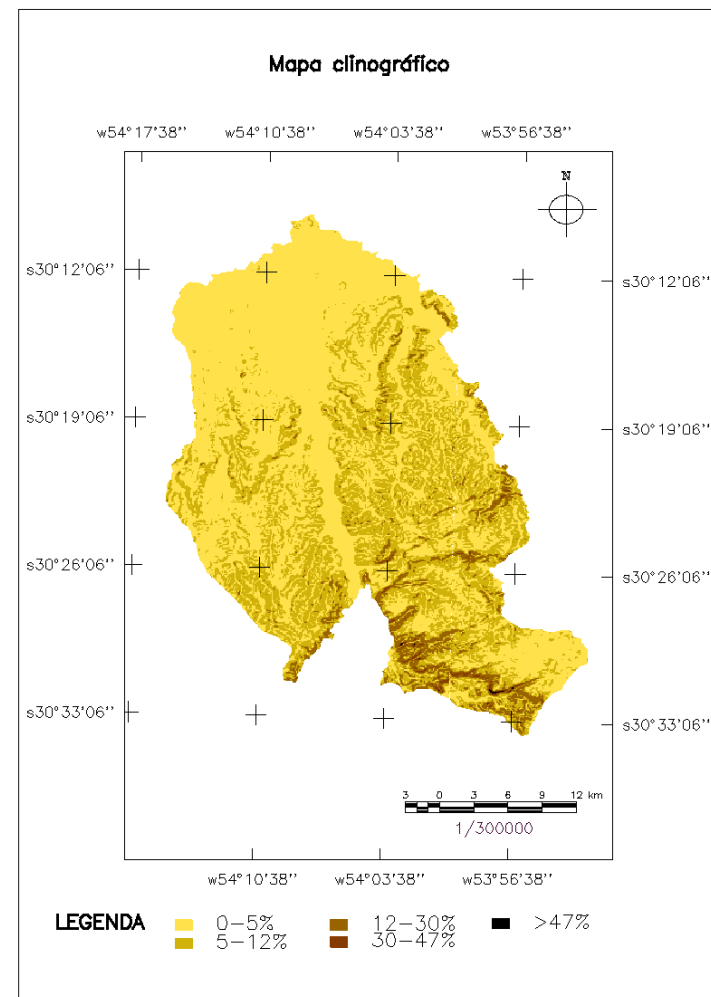 Mapa clinográfico
w54°17'38'' w54°10'38'' w54°03'38'' w53°56'38''
N
s30°12'06'' s30°12'06''
s30°19'06'' s30°19'06''
s30°26'06'' s30°26'06''
s30°33'06'' s30°33'06''
3 0 3 6 9 12 km
1/300000
w54°10'38'' w54°03'38'' w53°56'38''
LEGENDA 0-5% 12-30% >47%
5-12% 30-47%